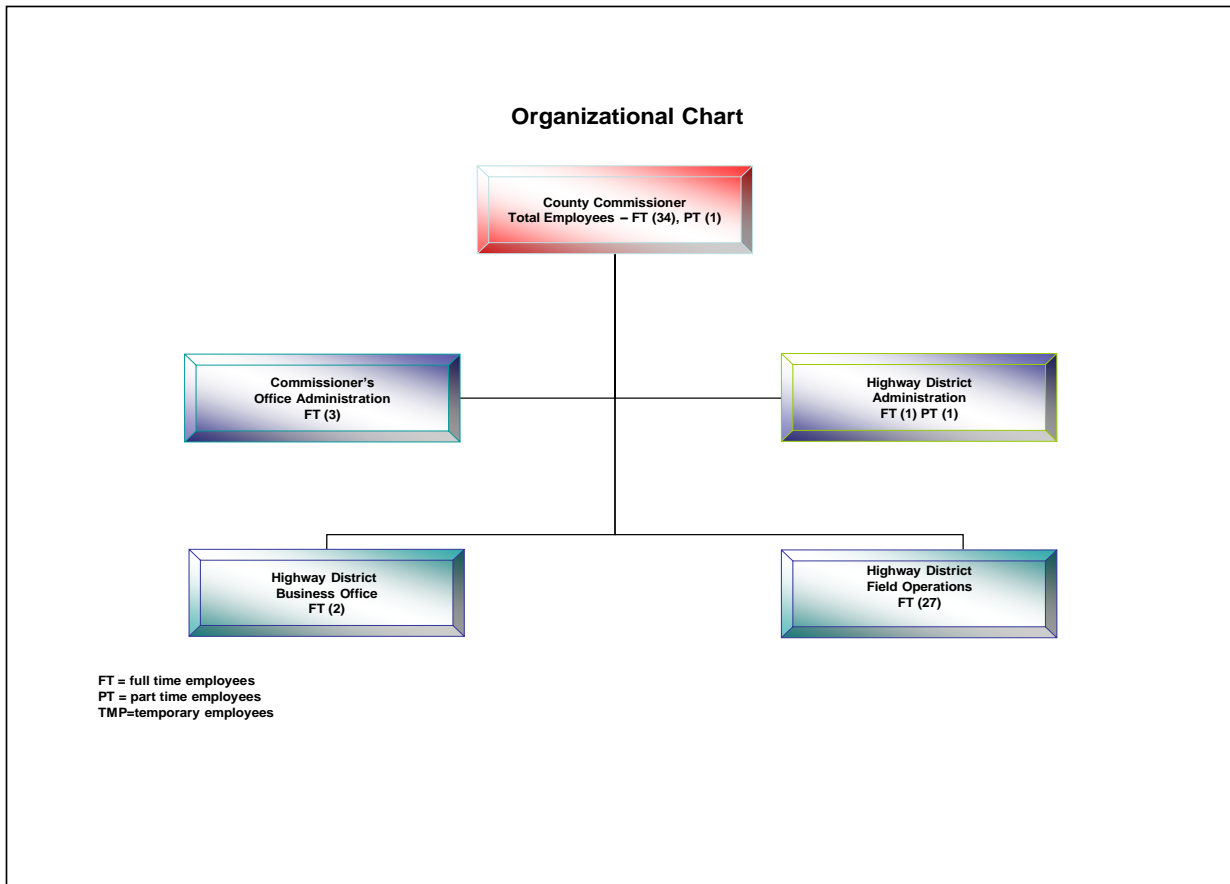 Organizational Chart
County Commissioner
Total Employees – FT (34), PT (1)
Commissioner's
Office Administration
FT (3)
Highway District
Administration
FT (1) PT (1)
Highway District
Business Office
FT (2)
Highway District
Field Operations
FT (27)
FT = full time employees
PT = part time employees
TMP=temporary employees